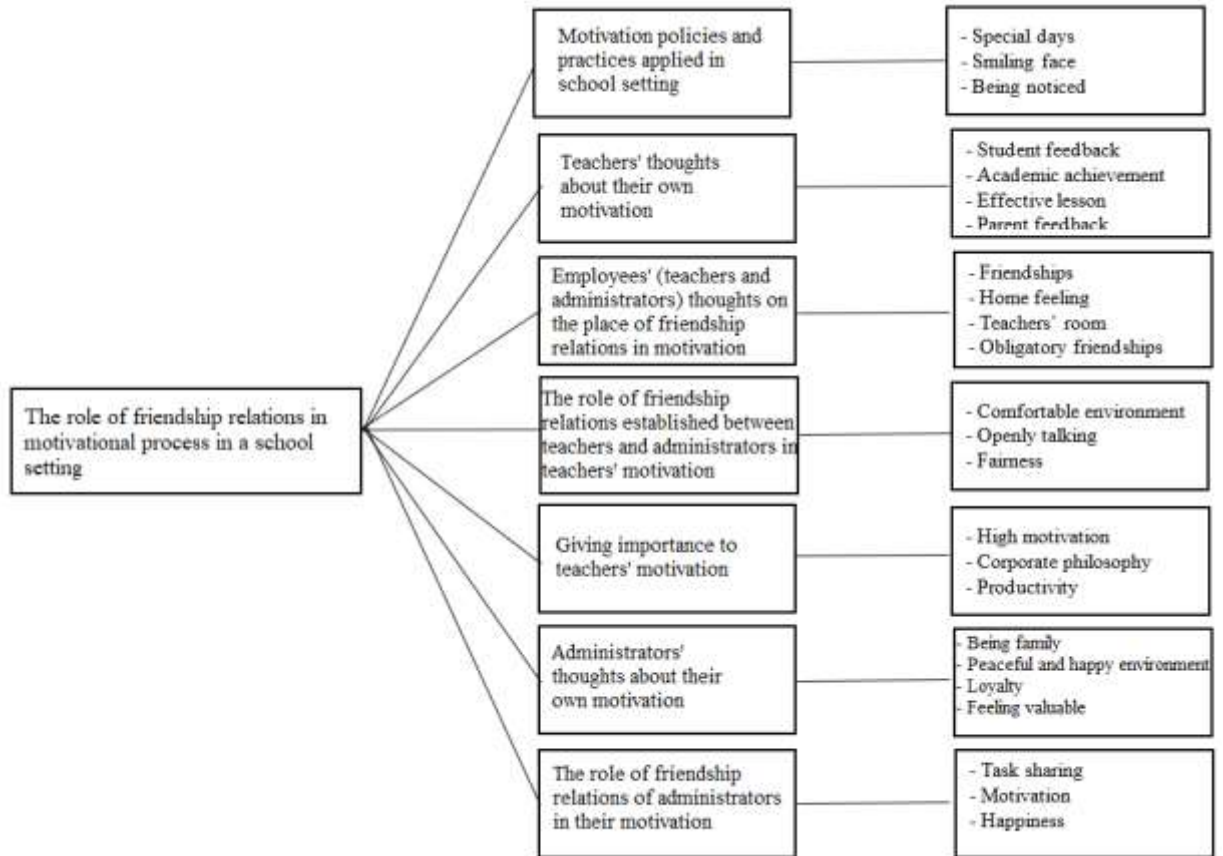 Motivation policies and
practices applied in
school setting
- Special days
- Smiling face
- Being noticed
Teachers' thoughts
about their own
motivation
- Student feedback
- Academic achievement
- Effective lesson
- Parent feedback
Employees' (teachers and
administrators) thoughts on
the place of friendship
relations in motivation
- Friendships
- Home feeling
- Teachers' room
- Obligatory friendships
The role of friendship relations in
motivational process in a school
setting
The role of friendship
relations established between
teachers and administrators in
teachers' motivation
- Comfortable environment
- Openly talking
- Fairness
Giving importance to
teachers' motivation
- High motivation
- Corporate philosophy
- Productivity
Administrators'
thoughts about their
own motivation
- Being family
- Peaceful and happy environment
- Loyalty
- Feeling valuable
The role of friendship
relations of administrators
in their motivation
- Task sharing
- Motivation
- Happiness